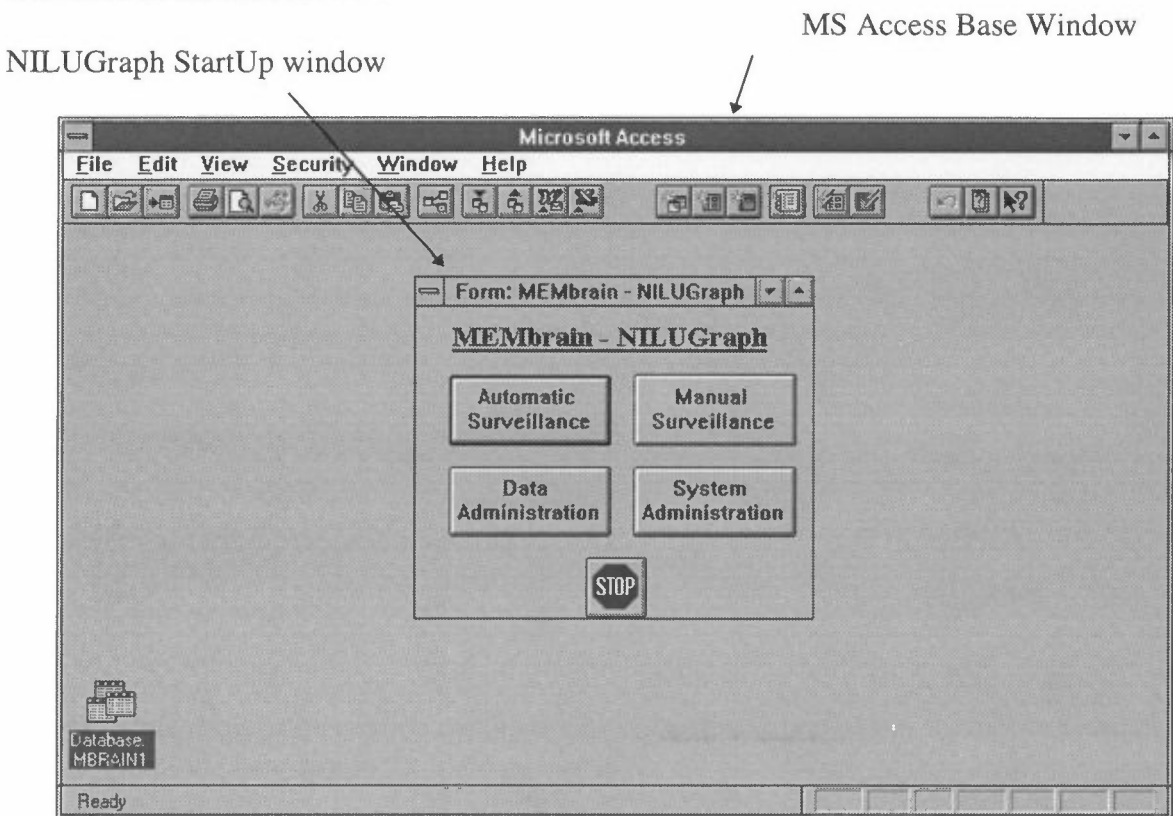 MS Access Base Window
NILUGraph StartUp window
Microsoft Access
File Edit View Security Window Help
Form: MEMbrain - NILUGraph
MEMbrain - NILUGraph
Automatic Surveillance
Manual Surveillance
Data Administration
System Administration
STOP
Database:
MBRAIN1
Ready